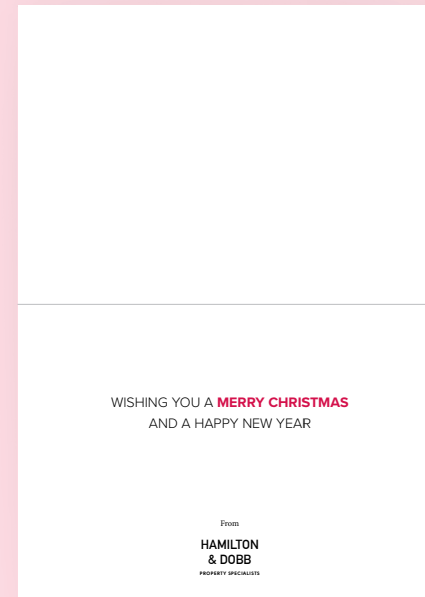 WISHING YOU A MERRY CHRISTMAS
AND A HAPPY NEW YEAR
From
HAMILTON
& DOBB
PROPERTY SPECIALISTS